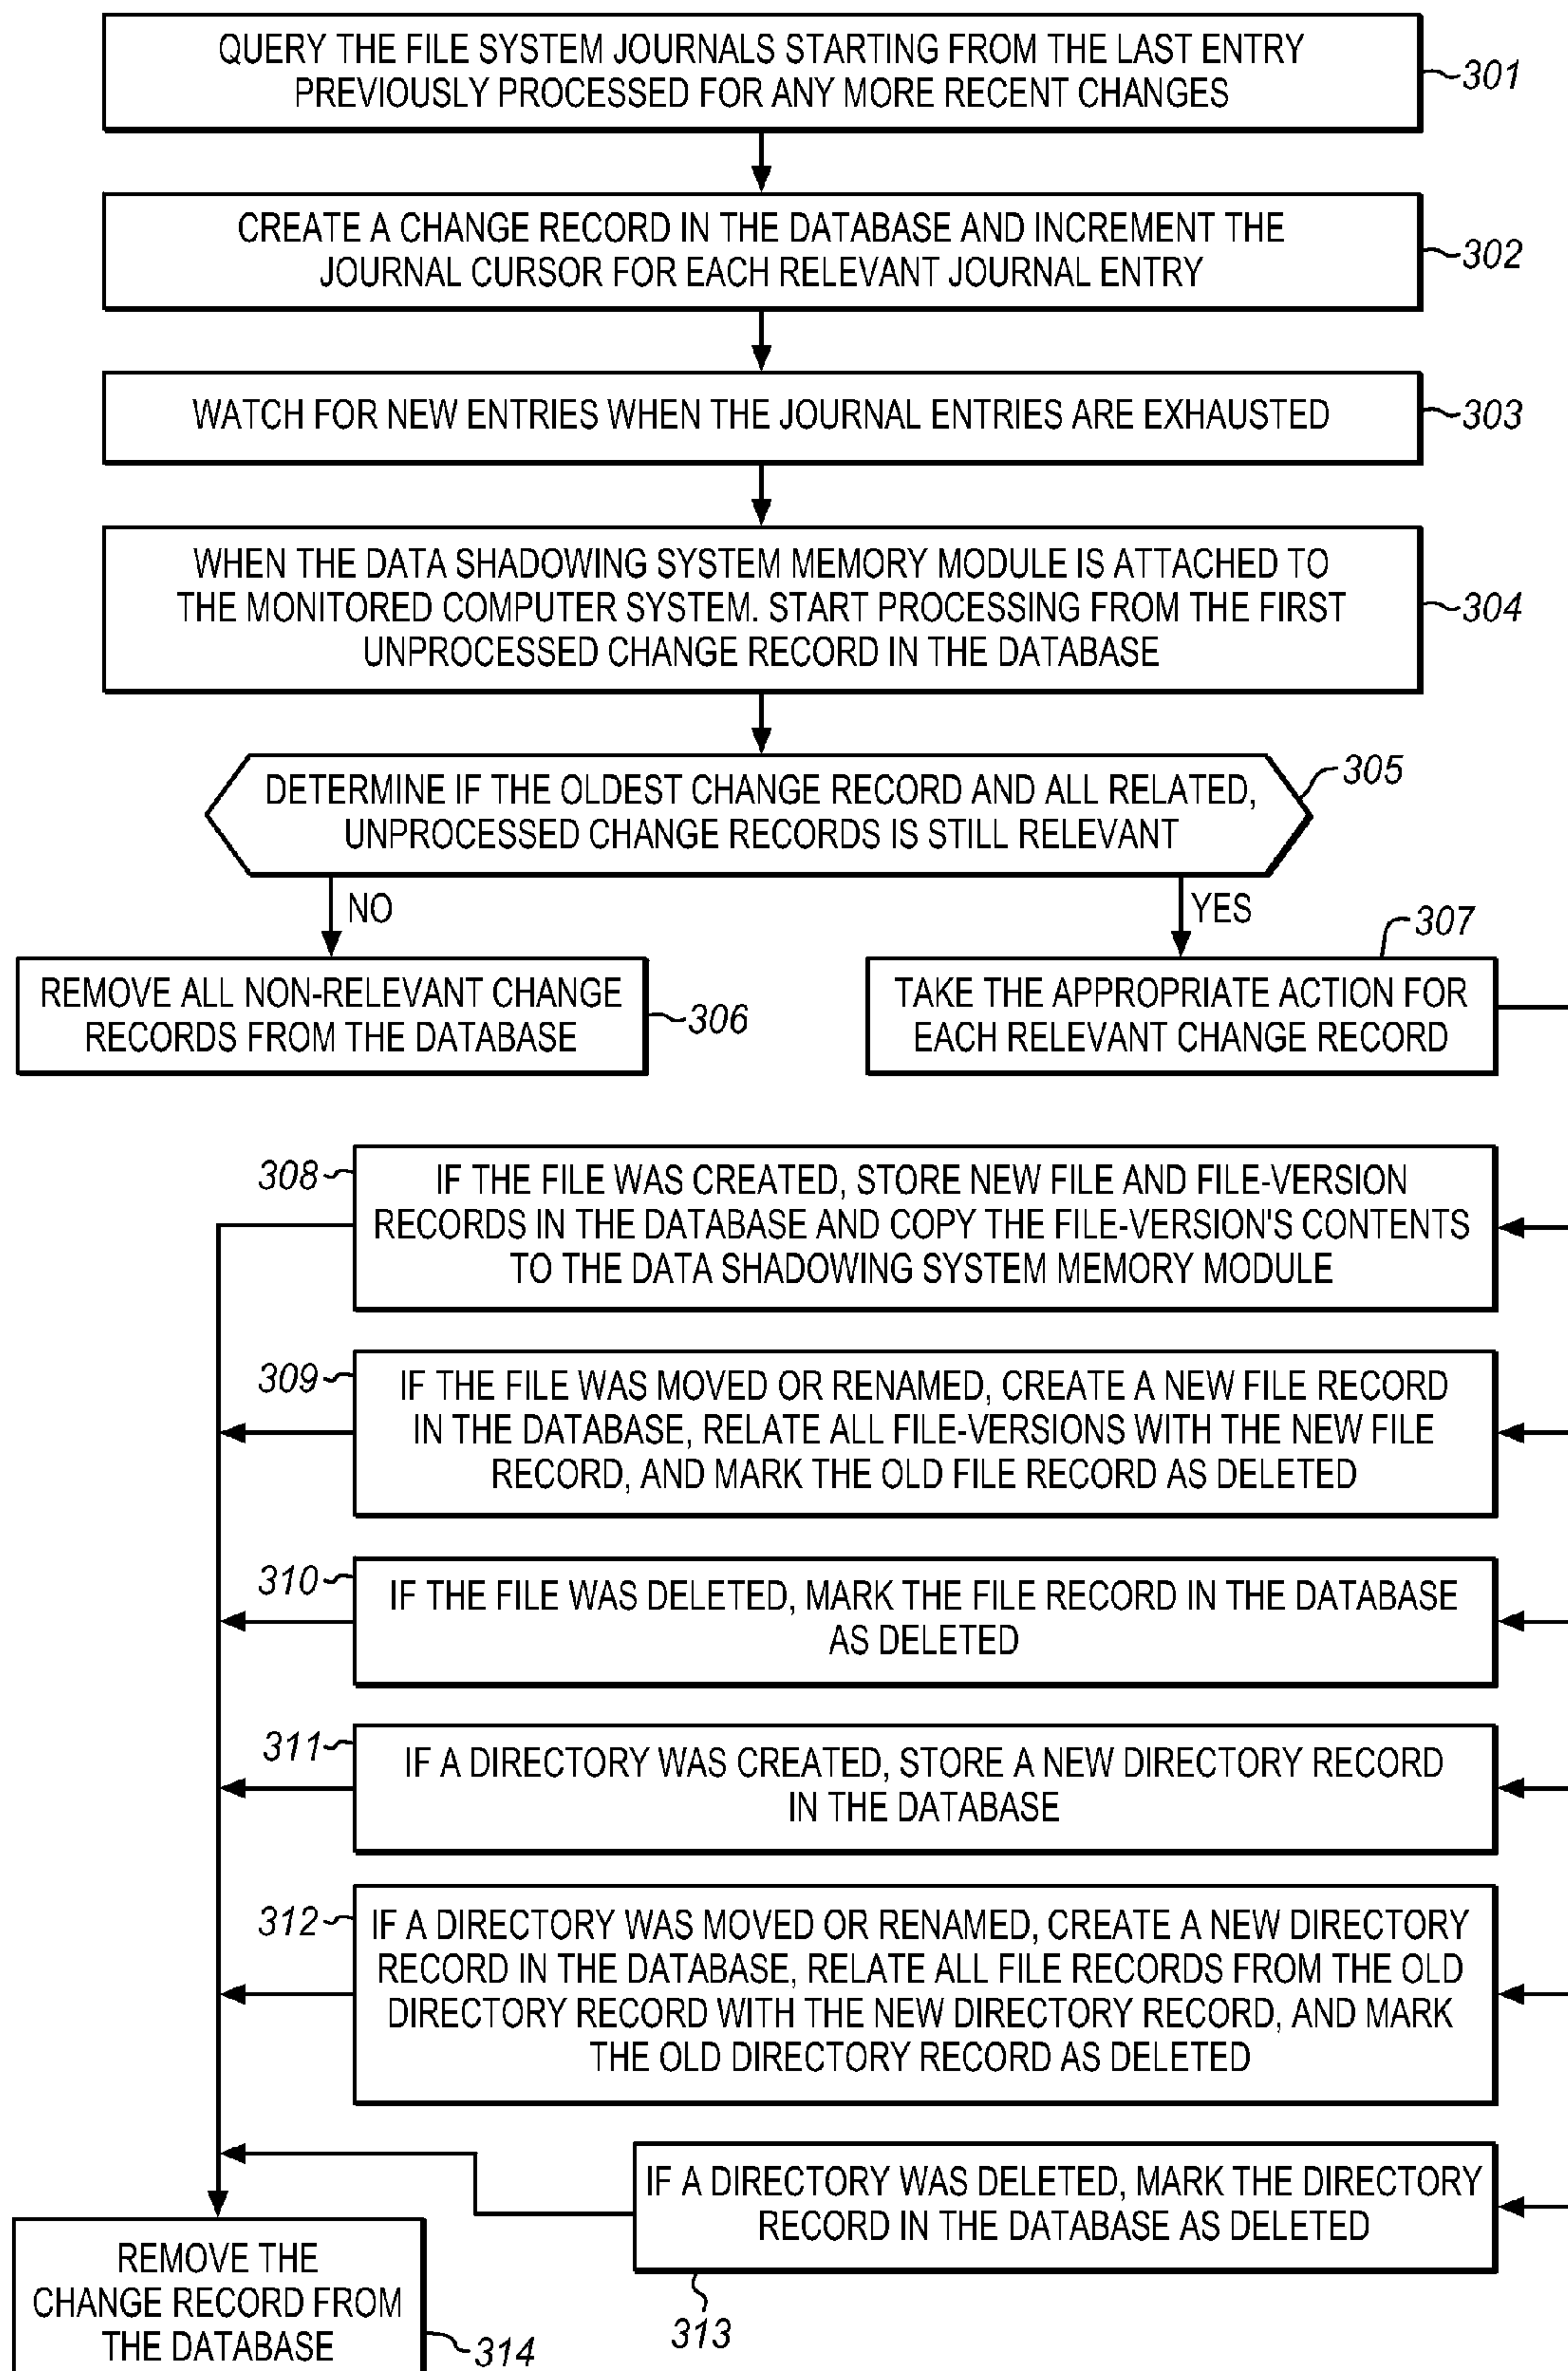 QUERY THE FILE SYSTEM JOURNALS STARTING FROM THE LAST ENTRY
PREVIOUSLY PROCESSED FOR ANY MORE RECENT CHANGES
301
CREATE A CHANGE RECORD IN THE DATABASE AND INCREMENT THE
JOURNAL CURSOR FOR EACH RELEVANT JOURNAL ENTRY
302
WATCH FOR NEW ENTRIES WHEN THE JOURNAL ENTRIES ARE EXHAUSTED
303
WHEN THE DATA SHADOWING SYSTEM MEMORY MODULE IS ATTACHED TO
THE MONITORED COMPUTER SYSTEM. START PROCESSING FROM THE FIRST
UNPROCESSED CHANGE RECORD IN THE DATABASE
304
DETERMINE IF THE OLDEST CHANGE RECORD AND ALL RELATED,
UNPROCESSED CHANGE RECORDS IS STILL RELEVANT
305
NO
YES
REMOVE ALL NON-RELEVANT CHANGE
RECORDS FROM THE DATABASE
306
TAKE THE APPROPRIATE ACTION FOR
EACH RELEVANT CHANGE RECORD
307
308
IF THE FILE WAS CREATED, STORE NEW FILE AND FILE-VERSION
RECORDS IN THE DATABASE AND COPY THE FILE-VERSION'S CONTENTS
TO THE DATA SHADOWING SYSTEM MEMORY MODULE
309
IF THE FILE WAS MOVED OR RENAMED, CREATE A NEW FILE RECORD
IN THE DATABASE, RELATE ALL FILE-VERSIONS WITH THE NEW FILE
RECORD, AND MARK THE OLD FILE RECORD AS DELETED
310
IF THE FILE WAS DELETED, MARK THE FILE RECORD IN THE DATABASE
AS DELETED
311
IF A DIRECTORY WAS CREATED, STORE A NEW DIRECTORY RECORD
IN THE DATABASE
312
IF A DIRECTORY WAS MOVED OR RENAMED, CREATE A NEW DIRECTORY
RECORD IN THE DATABASE, RELATE ALL FILE RECORDS FROM THE OLD
DIRECTORY RECORD WITH THE NEW DIRECTORY RECORD, AND MARK
THE OLD DIRECTORY RECORD AS DELETED
IF A DIRECTORY WAS DELETED, MARK THE DIRECTORY
RECORD IN THE DATABASE AS DELETED
313
REMOVE THE
CHANGE RECORD FROM
THE DATABASE
314